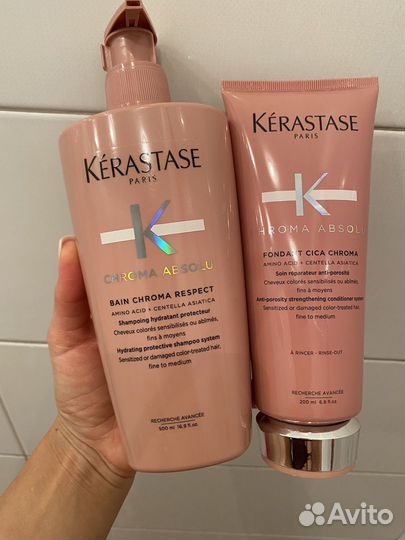 KÉRASTASE
PARIS
K
CHROMA ABSOLU
BAIN CHROMA RESPECT
AMINO ACID + CENTELLA ASIATICA
Shampoing hydratant protecteur
Cheveux colorés sensibilisés ou abîmés,
fins à moyens
Hydrating protective shampoo system
Sensitized or damaged color-treated hair,
fine to medium
RECHERCHE AVANCÉE
500 ml 16.9 fl.oz.
KÉRASTASE
PARIS
K
CHROMA ABSOLU
FONDANT CICA CHROMA
AMINO ACID + CENTELLA ASIATICA
Soin réparateur anti-porosité
Cheveux colorés sensibilisés ou abîmés,
fins à moyens
Anti-porosity strengthening conditioner system
Sensitized or damaged color-treated hair,
fine to medium
À RINCER - RINSE-OUT
RECHERCHE AVANCÉE
200 ml 6.8 fl.oz.
Avito